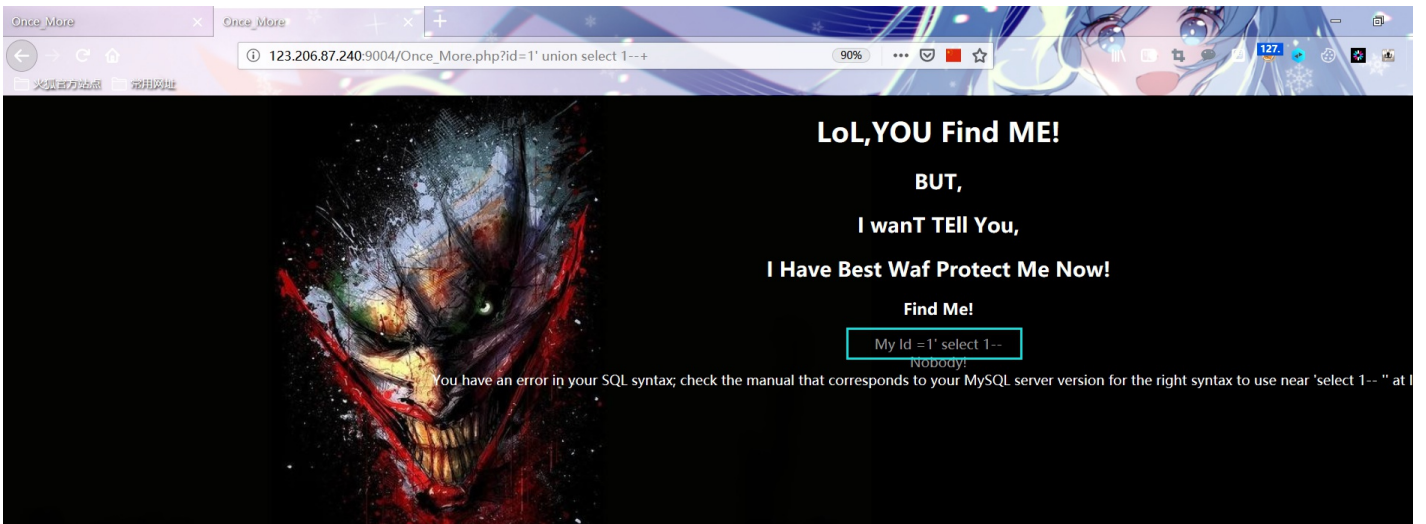 Once_More
Once_More
123.206.87.240:9004/Once_More.php?id=1' union select 1--+
90%
127.
火狐官方站点
常用网址
LoL,YOU Find ME!
BUT,
I wanT TEll You,
I Have Best Waf Protect Me Now!
Find Me!
My Id =1' select 1--
Nobody!
You have an error in your SQL syntax; check the manual that corresponds to your MySQL server version for the right syntax to use near 'select 1-- '' at l